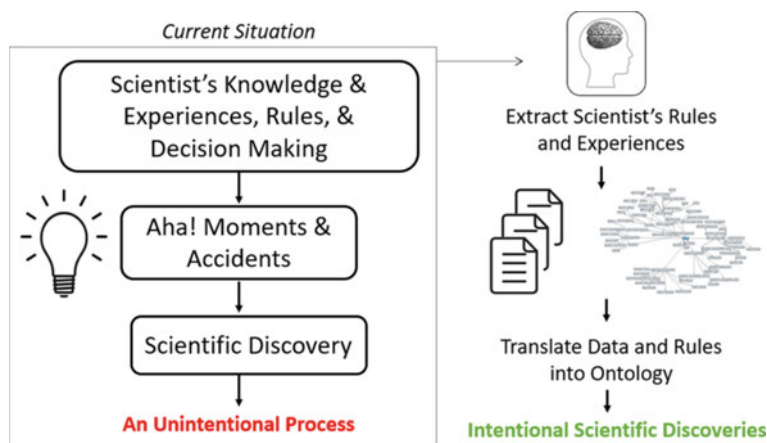 Current Situation
Scientist's Knowledge &
Experiences, Rules, &
Decision Making
Aha! Moments &
Accidents
Scientific Discovery
An Unintentional Process
Extract Scientist's Rules
and Experiences
Translate Data and Rules
into Ontology
Intentional Scientific Discoveries